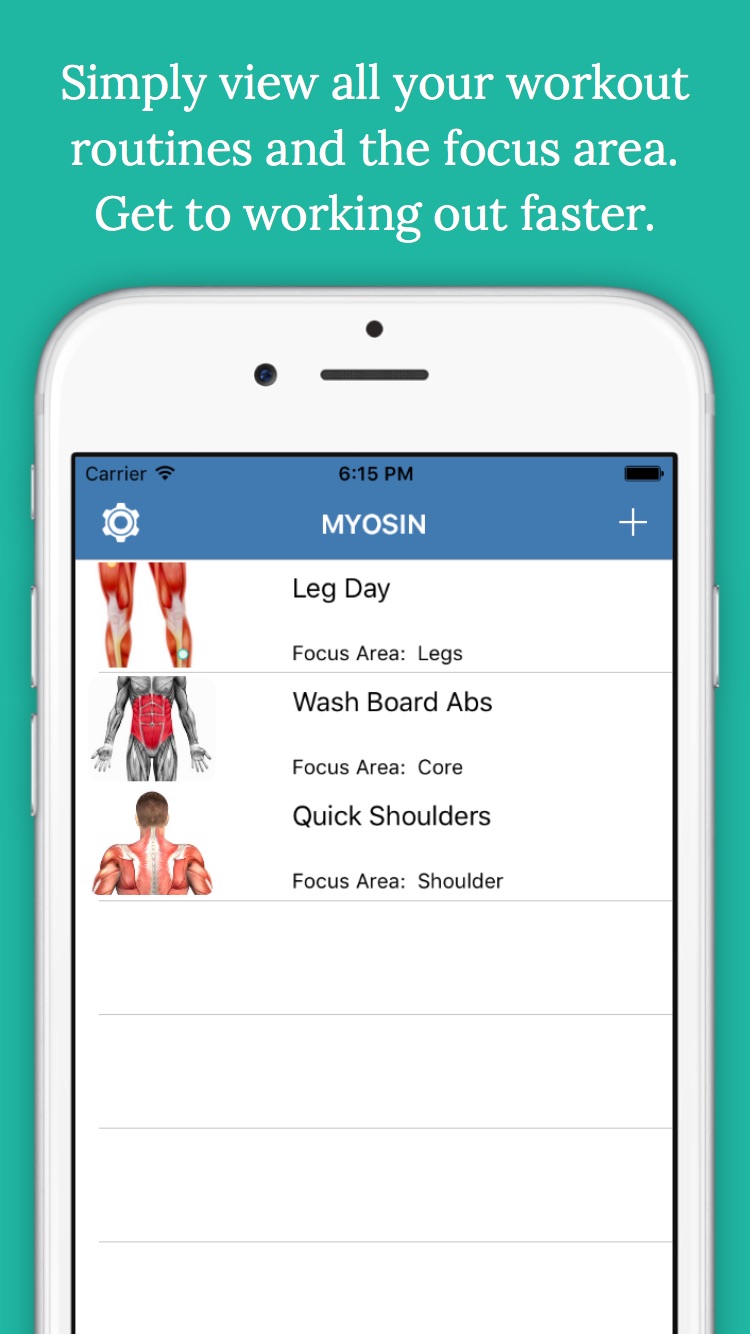 Simply view all your workout
routines and the focus area.
Get to working out faster.
Carrier 6:15 PM
MYOSIN
Leg Day
Focus Area: Legs
Wash Board Abs
Focus Area: Core
Quick Shoulders
Focus Area: Shoulder